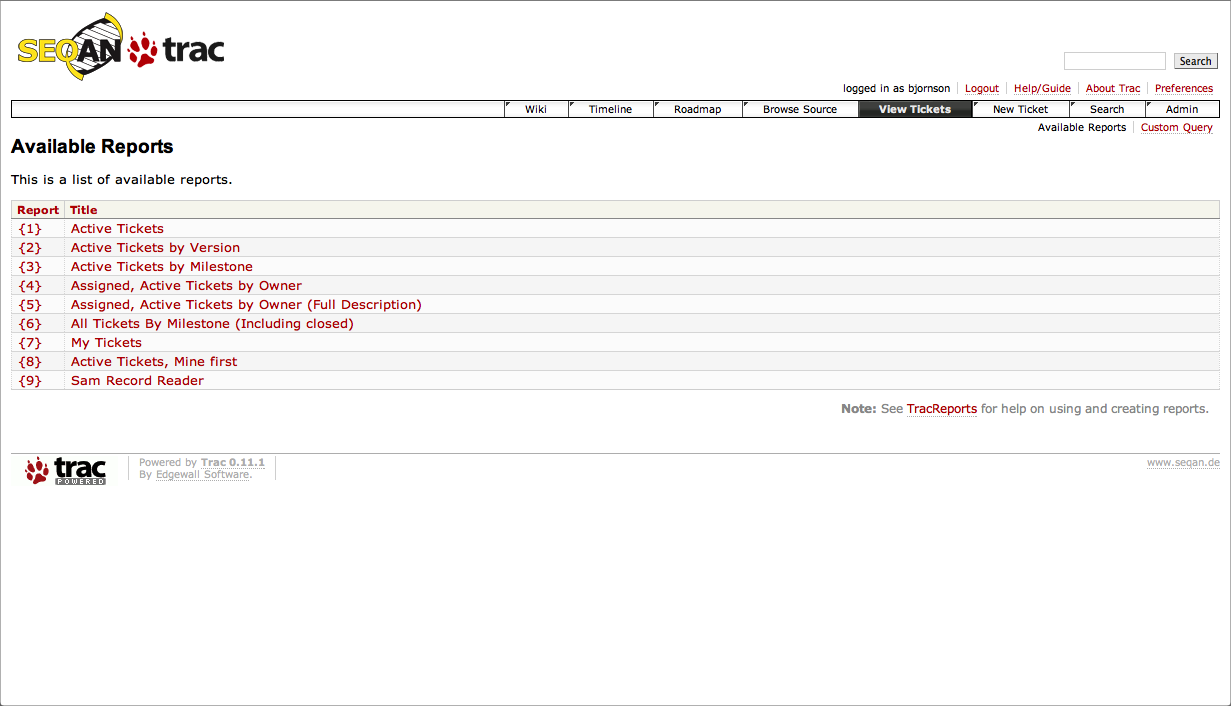 SEQAN trac
Search
logged in as bjornson Logout Help/Guide About Trac Preferences
Wiki Timeline Roadmap Browse Source View Tickets New Ticket Search Admin
Available Reports Custom Query
Available Reports
This is a list of available reports.
Report Title
{1} Active Tickets
{2} Active Tickets by Version
{3} Active Tickets by Milestone
{4} Assigned, Active Tickets by Owner
{5} Assigned, Active Tickets by Owner (Full Description)
{6} All Tickets By Milestone (Including closed)
{7} My Tickets
{8} Active Tickets, Mine first
{9} Sam Record Reader
Note: See TracReports for help on using and creating reports.
trac POWERED
Powered by Trac 0.11.1
By Edgewall Software.
www.seqan.de